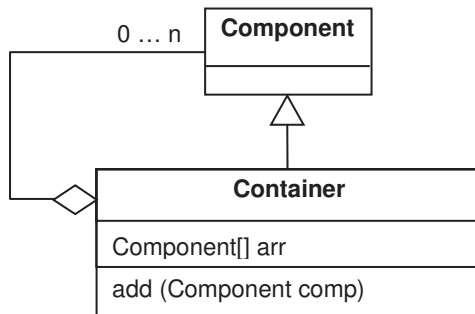 0 … n
Component
Container
Component[] arr
add (Component comp)